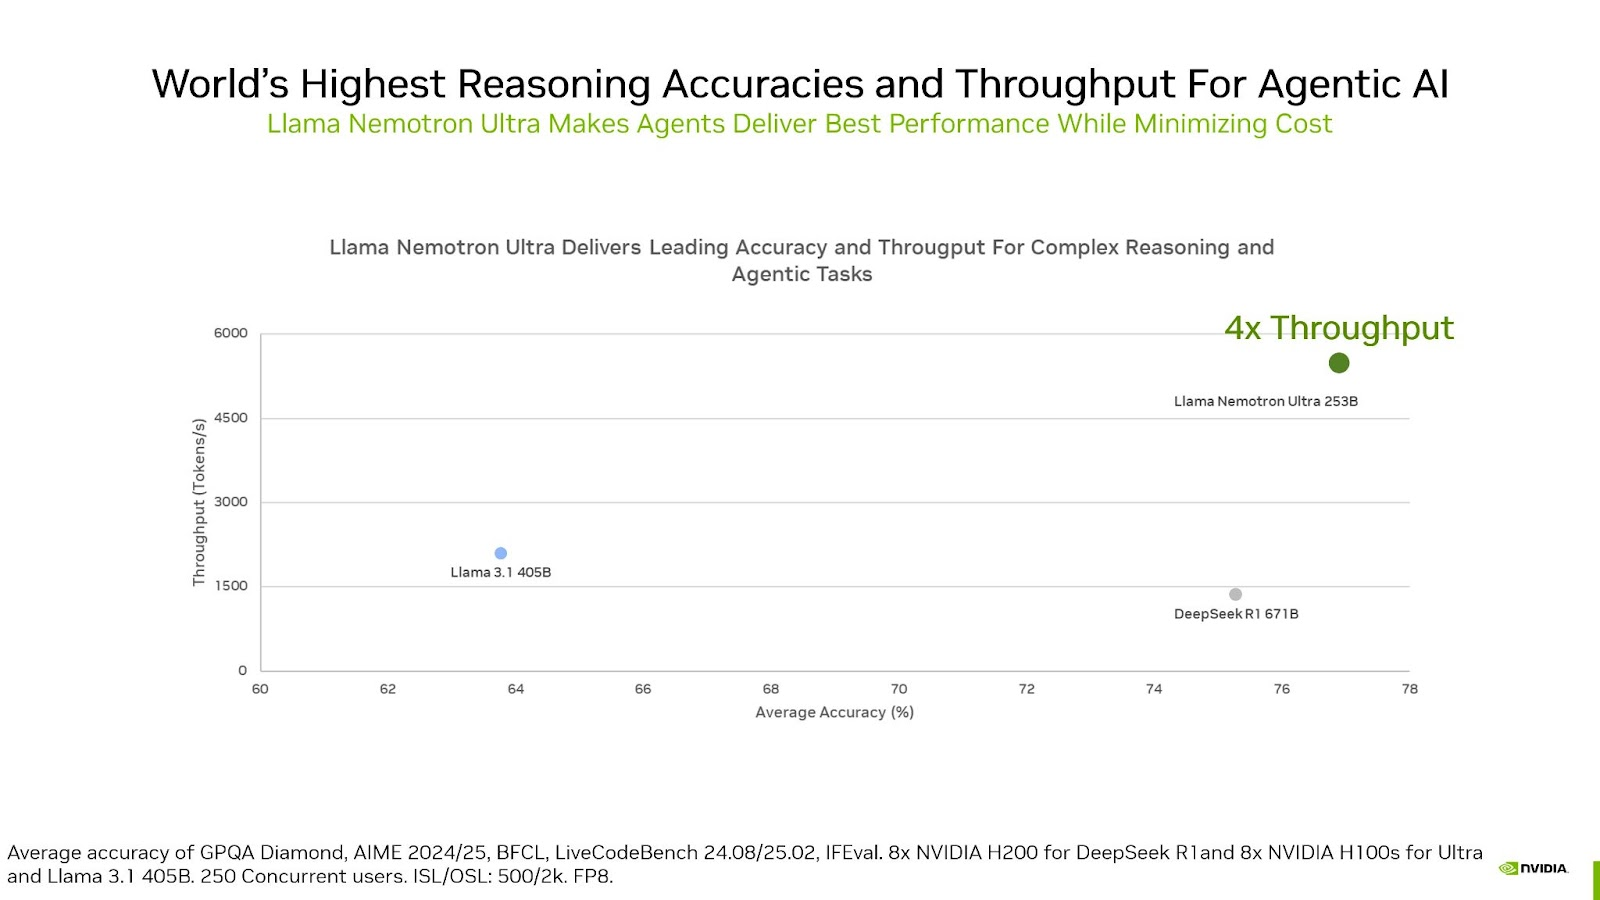 World's Highest Reasoning Accuracies and Throughput For Agentic AI
Llama Nemotron Ultra Makes Agents Deliver Best Performance While Minimizing Cost
Llama Nemotron Ultra Delivers Leading Accuracy and Througput For Complex Reasoning and
Agentic Tasks
4x Throughput
6000
Llama Nemotron Ultra 253B
4500
Throughput (Tokens/s)
3000
Llama 3.1 405B
1500
DeepSeek R1 671B
0
60 62 64 66 68 70 72 74 76 78
Average Accuracy (%)
Average accuracy of GPQA Diamond, AIME 2024/25, BFCL, LiveCodeBench 24.08/25.02, IFEval. 8x NVIDIA H200 for DeepSeek R1and 8x NVIDIA H100s for Ultra
and Llama 3.1 405B. 250 Concurrent users. ISL/OSL: 500/2k. FP8.
NVIDIA.